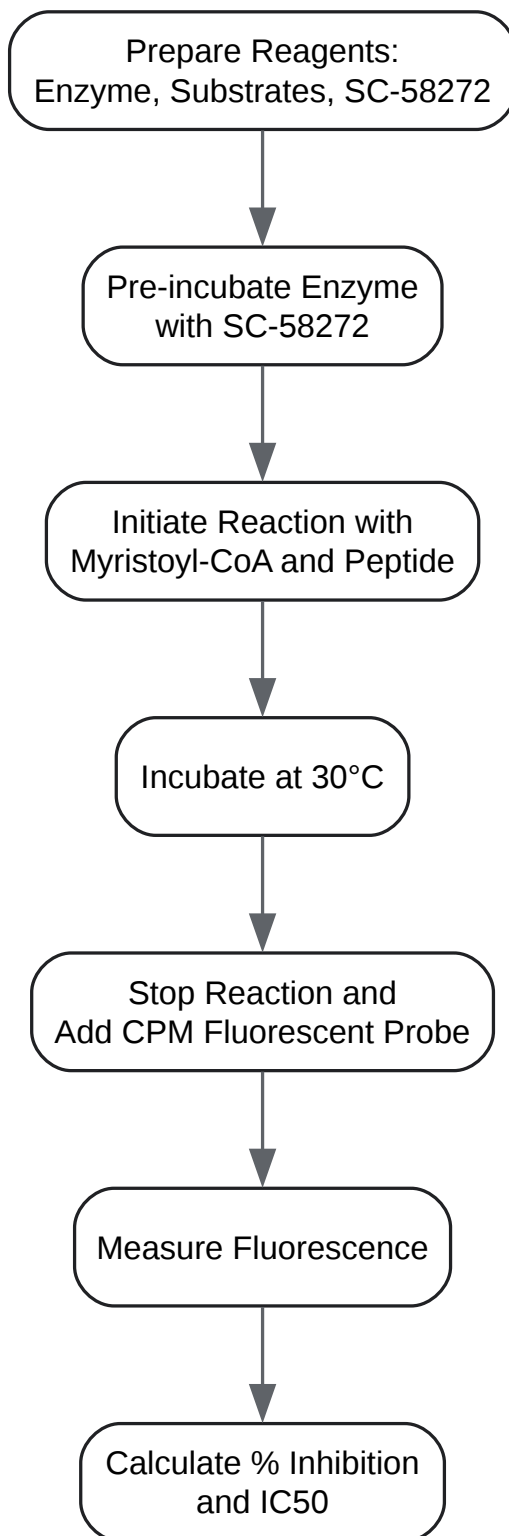 Prepare Reagents:
Enzyme, Substrates, SC-58272
Pre-incubate Enzyme
with SC-58272
Initiate Reaction with
Myristoyl-CoA and Peptide
Incubate at 30°C
Stop Reaction and
Add CPM Fluorescent Probe
Measure Fluorescence
Calculate % Inhibition
and IC50